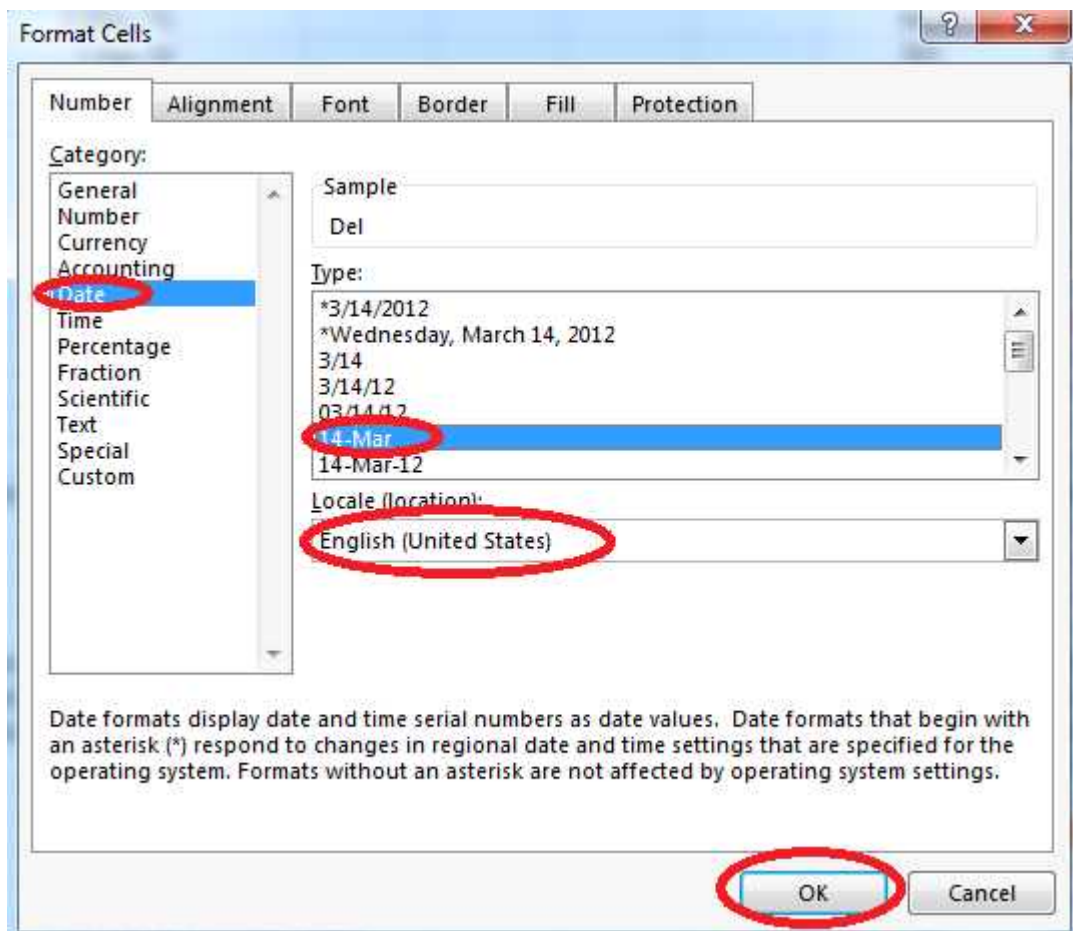 Format Cells
Number Alignment Font Border Fill Protection
Category:
General
Number
Currency
Accounting
Date
Time
Percentage
Fraction
Scientific
Text
Special
Custom
Sample
Del
Type:
*3/14/2012
*Wednesday, March 14, 2012
3/14
3/14/12
03/14/12
14-Mar
14-Mar-12
Locale (location):
English (United States)
Date formats display date and time serial numbers as date values.  Date formats that begin with
an asterisk (*) respond to changes in regional date and time settings that are specified for the
operating system. Formats without an asterisk are not affected by operating system settings.
OK Cancel